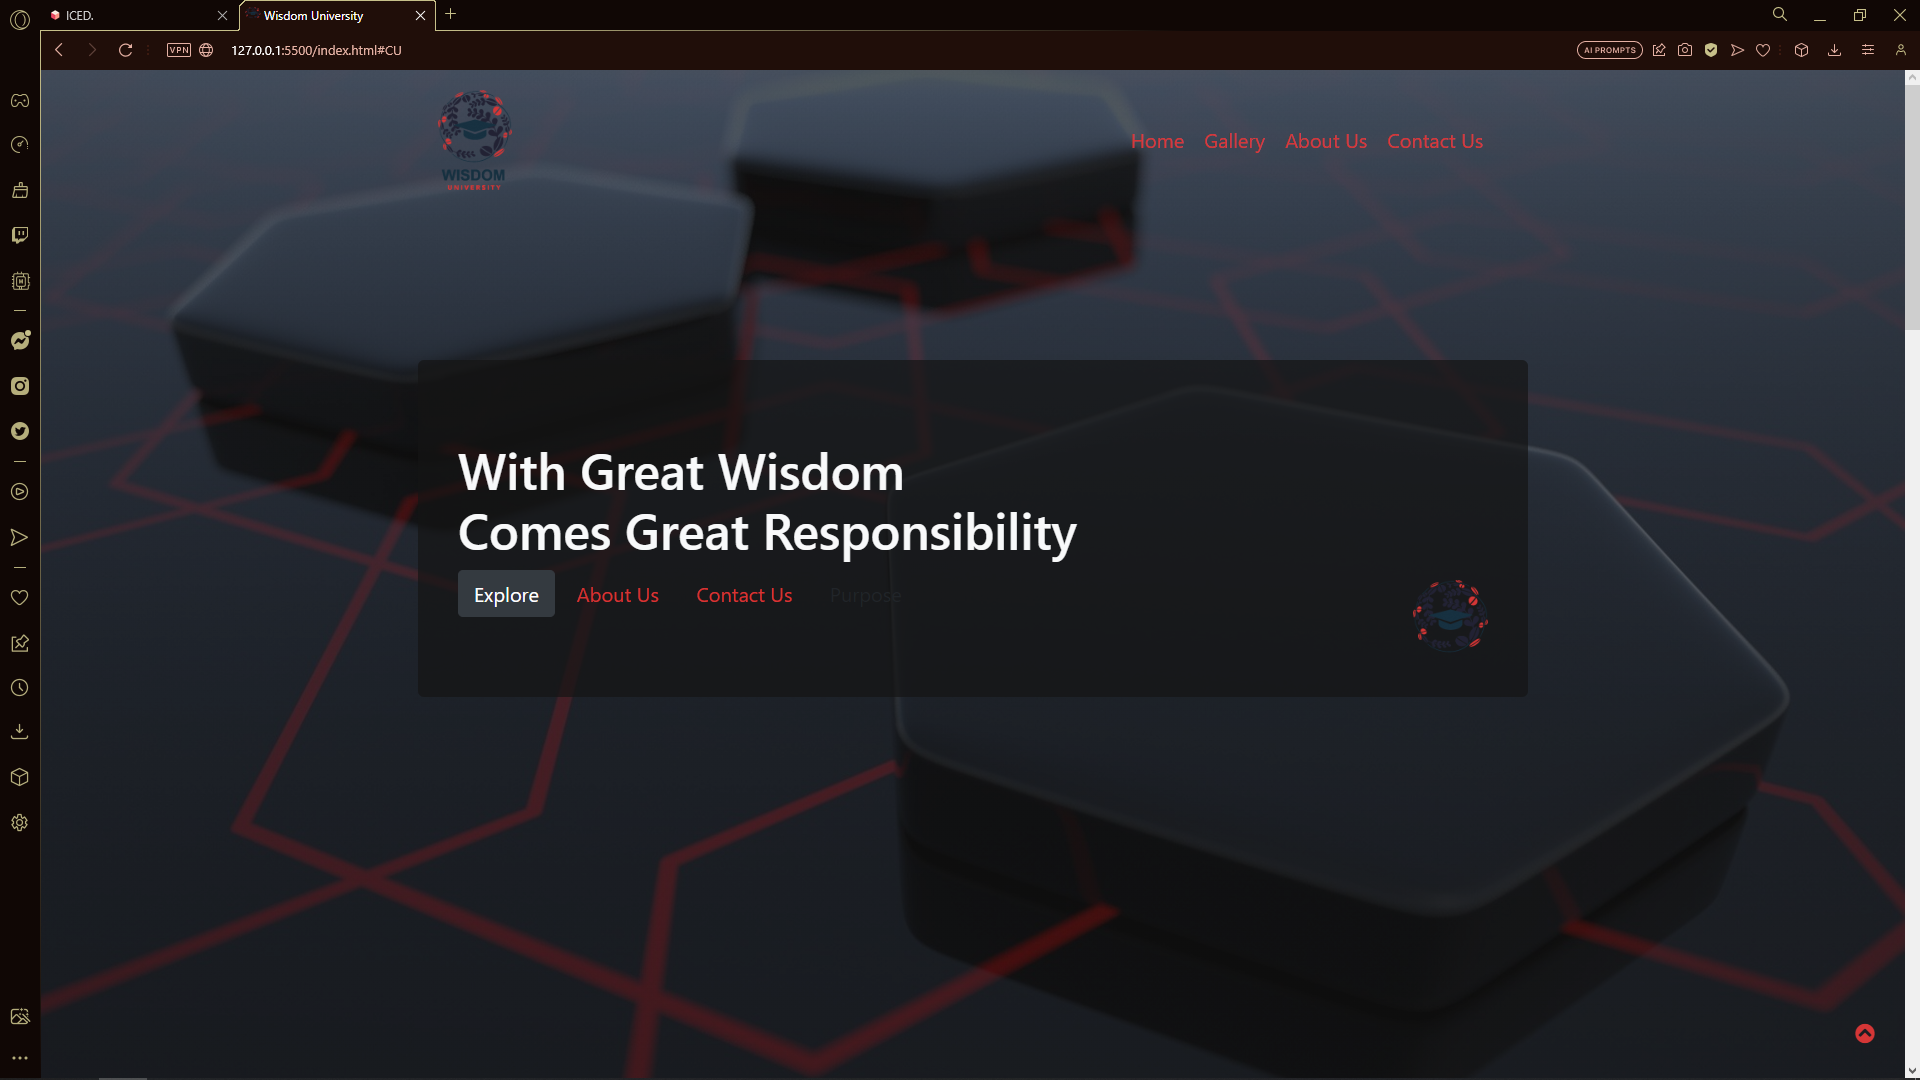 ICED.
Wisdom University
VPN
127.0.0.1:5500/index.html#CU
AI PROMPTS
WISDOM
UNIVERSITY
Home Gallery About Us Contact Us
With Great Wisdom
Comes Great Responsibility
Explore About Us Contact Us Purpose